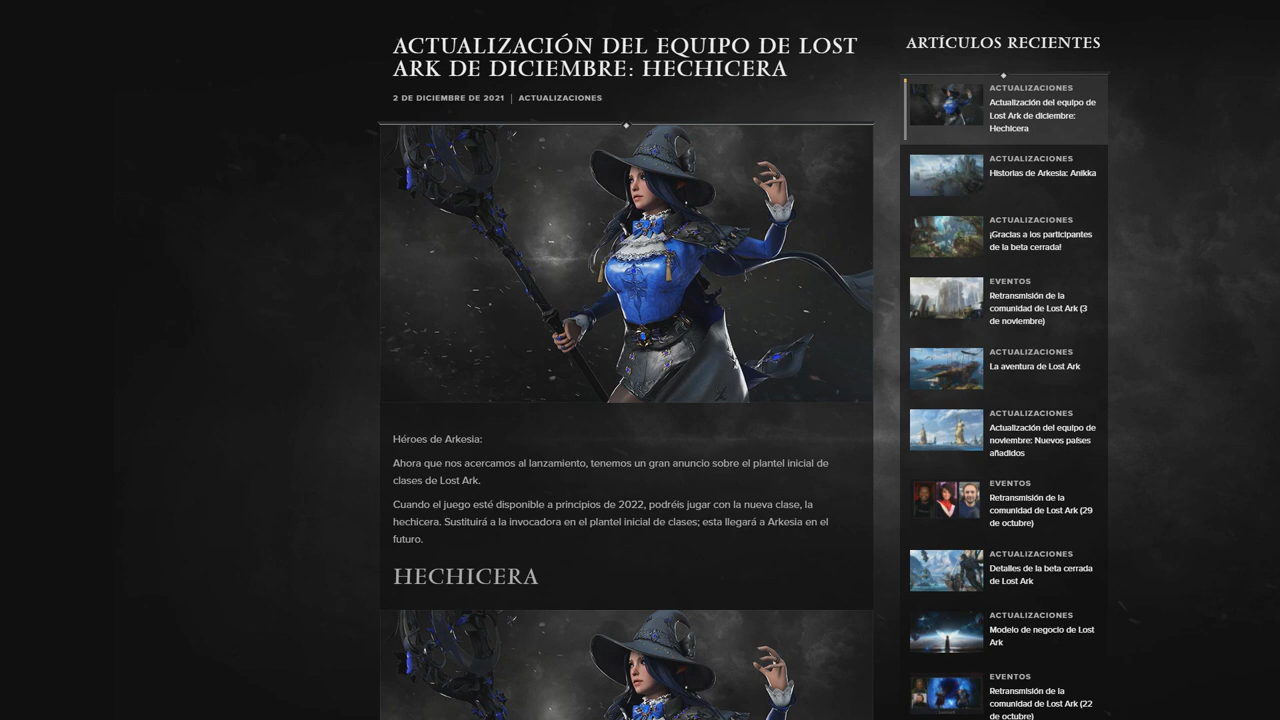 ACTUALIZACIÓN DEL EQUIPO DE LOST
ARK DE DICIEMBRE: HECHICERA
2 DE DICIEMBRE DE 2021 | ACTUALIZACIONES
Héroes de Arkesia:
Ahora que nos acercamos al lanzamiento, tenemos un gran anuncio sobre el plantel inicial de
clases de Lost Ark.
Cuando el juego esté disponible a principios de 2022, podréis jugar con la nueva clase, la
hechicera. Sustituirá a la invocadora en el plantel inicial de clases; esta llegará a Arkesia en el
futuro.
HECHICERA
ARTÍCULOS RECIENTES
ACTUALIZACIONES
Actualización del equipo de
Lost Ark de diciembre:
Hechicera
ACTUALIZACIONES
Historias de Arkesia: Anikka
ACTUALIZACIONES
¡Gracias a los participantes
de la beta cerrada!
EVENTOS
Retransmisión de la
comunidad de Lost Ark (3
de noviembre)
ACTUALIZACIONES
La aventura de Lost Ark
ACTUALIZACIONES
Actualización del equipo de
noviembre: Nuevos países
añadidos
EVENTOS
Retransmisión de la
comunidad de Lost Ark (29
de octubre)
ACTUALIZACIONES
Detalles de la beta cerrada
de Lost Ark
ACTUALIZACIONES
Modelo de negocio de Lost
Ark
EVENTOS
Retransmisión de la
comunidad de Lost Ark (22
de octubre)